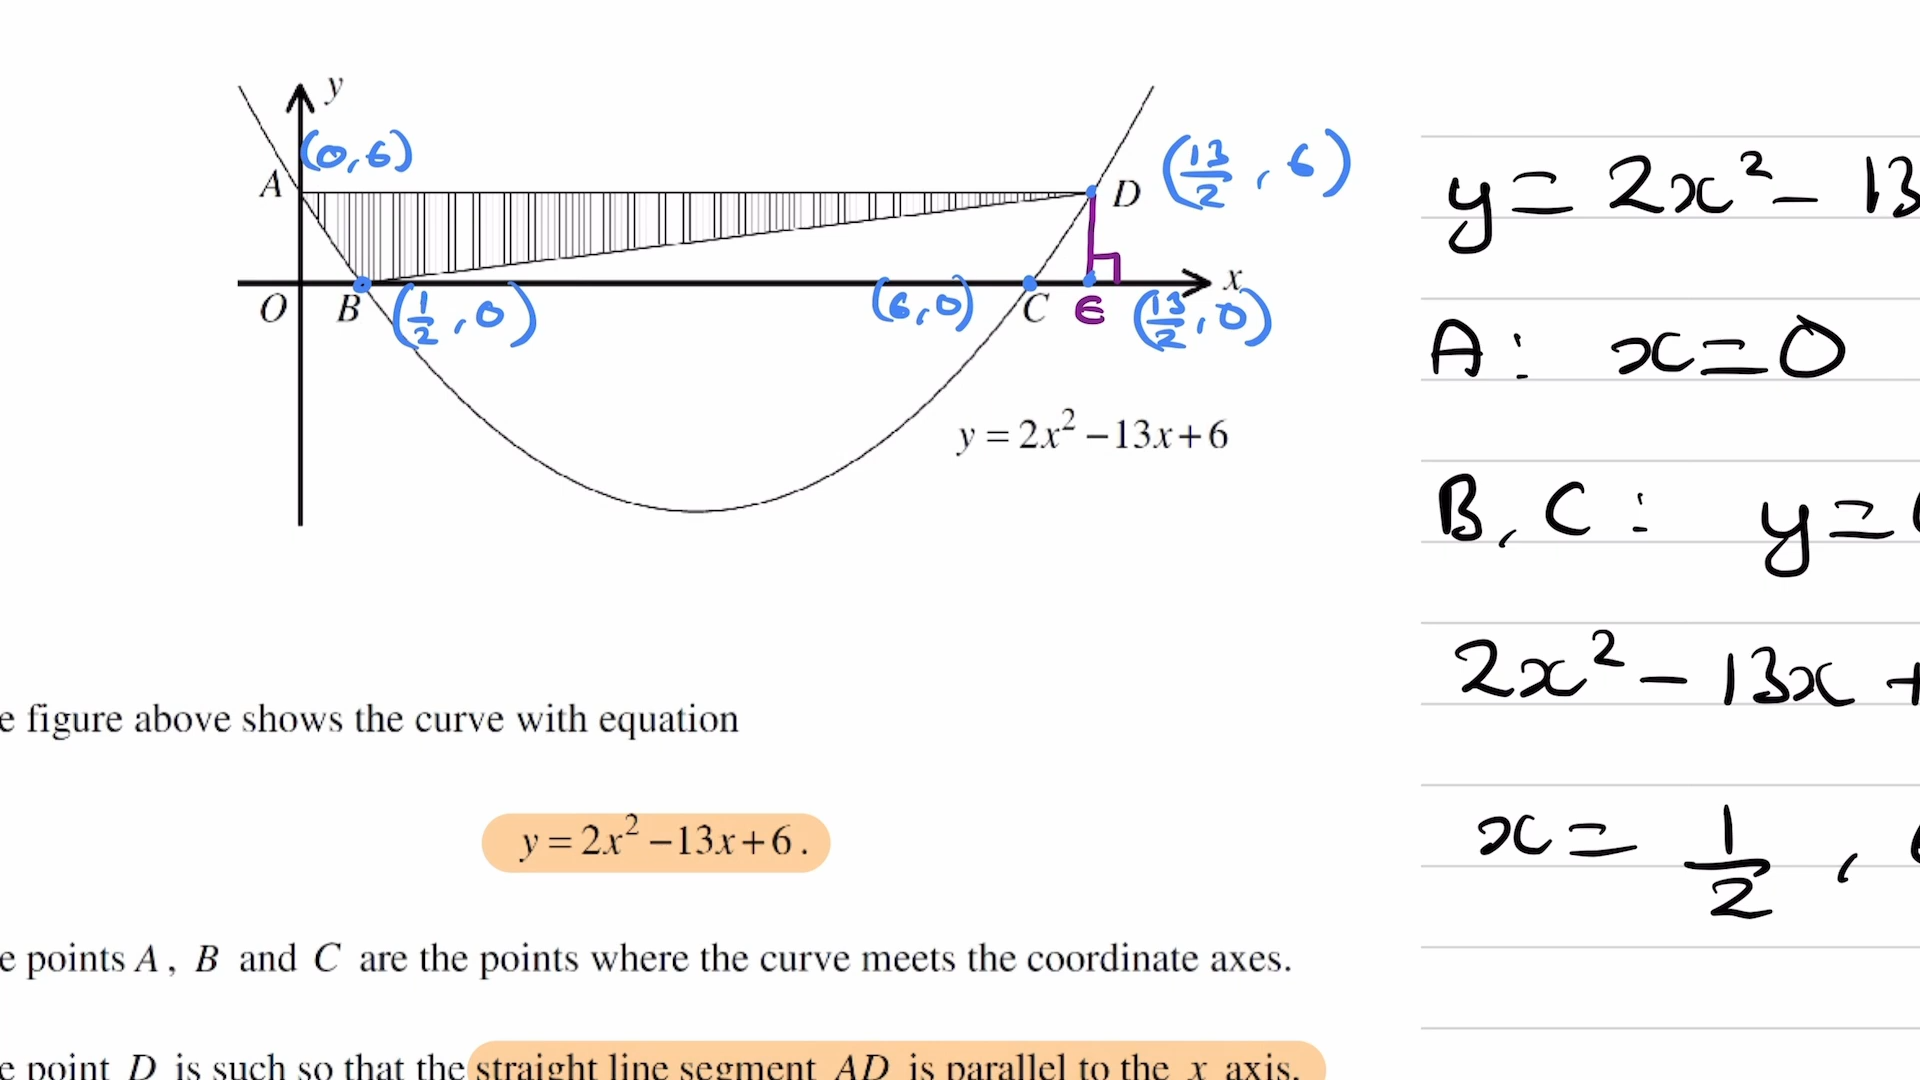 y
(0,6)
A
D
(13/2, 6)
x
O
B
(1/2, 0)
(6,0)
C
E
(13/2, 0)
y = 2x² − 13x + 6
e figure above shows the curve with equation
y = 2x² − 13x + 6.
e points A, B and C are the points where the curve meets the coordinate axes.
e point D is such so that the straight line segment AD is parallel to the x axis.
y = 2x² − 13
A : x = 0
B, C : y =
2x² − 13x +
x = 1/2 ,